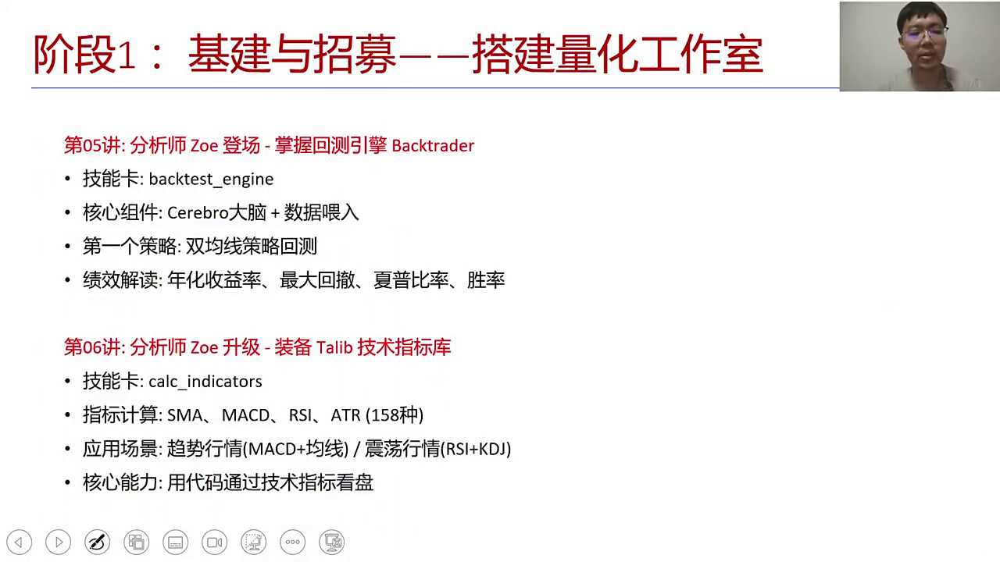 阶段1：基建与招募——搭建量化工作室
第05讲: 分析师 Zoe 登场 - 掌握回测引擎 Backtrader
• 技能卡: backtest_engine
• 核心组件: Cerebro大脑 + 数据喂入
• 第一个策略: 双均线策略回测
• 绩效解读: 年化收益率、最大回撤、夏普比率、胜率
第06讲: 分析师 Zoe 升级 - 装备 Talib 技术指标库
• 技能卡: calc_indicators
• 指标计算: SMA、MACD、RSI、ATR (158种)
• 应用场景: 趋势行情(MACD+均线) / 震荡行情(RSI+KDJ)
• 核心能力: 用代码通过技术指标看盘